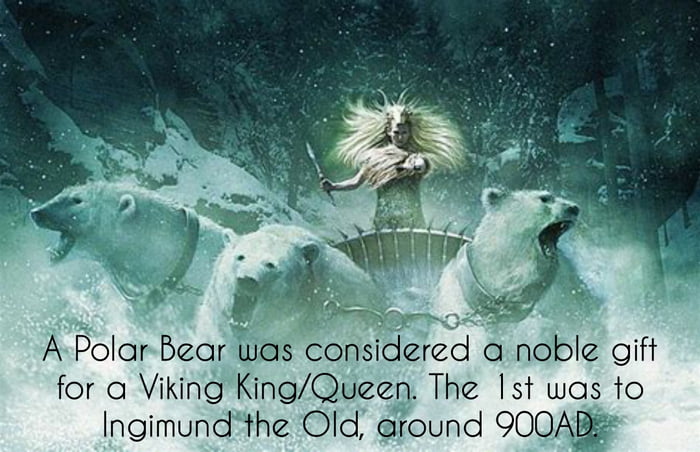 A Polar Bear was considered a noble gift
for a Viking King/Queen. The 1st was to
Ingimund the Old, around 900AD.